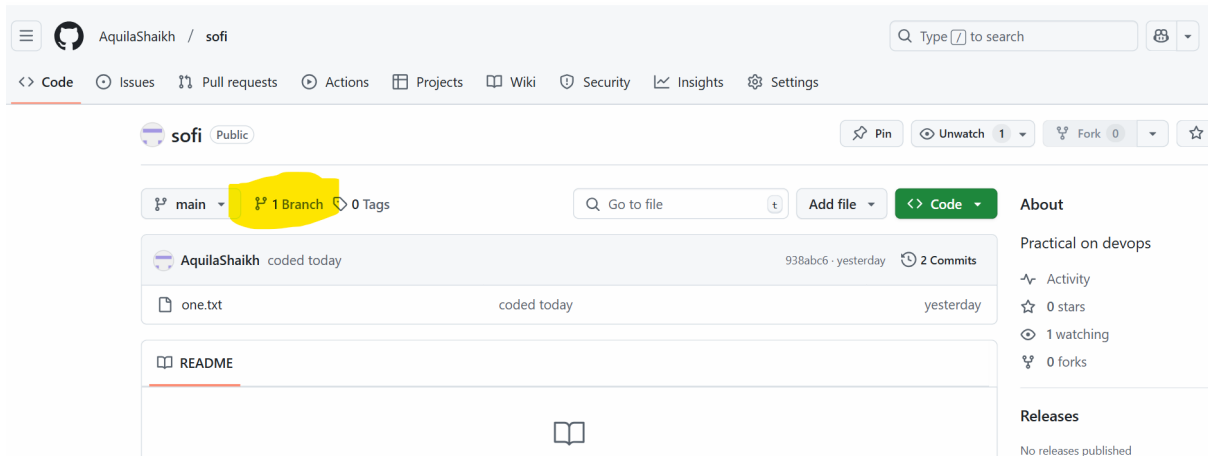 AquilaShaikh / sofi
Type / to search
Code Issues Pull requests Actions Projects Wiki Security Insights Settings
sofi Public
Pin Unwatch 1 Fork 0
main 1 Branch 0 Tags Go to file t Add file Code
About
Practical on devops
AquilaShaikh coded today 938abc6 · yesterday 2 Commits
Activity
one.txt coded today yesterday
0 stars
1 watching
README
0 forks
Releases
No releases published